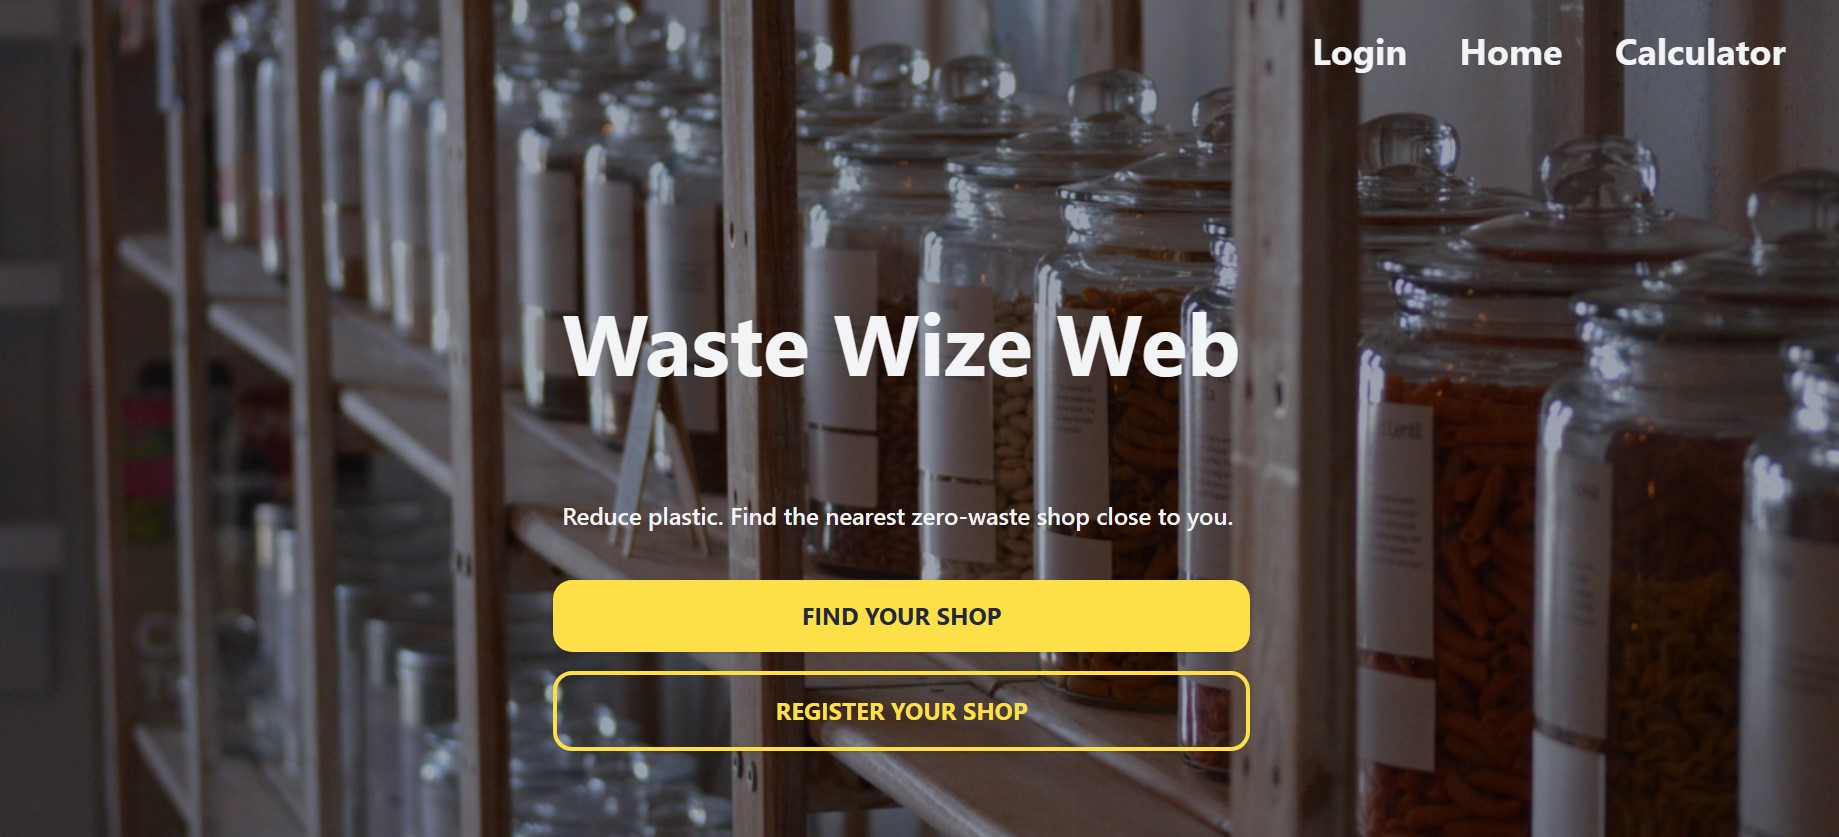 Login Home Calculator
Waste Wize Web
Reduce plastic. Find the nearest zero-waste shop close to you.
FIND YOUR SHOP
REGISTER YOUR SHOP